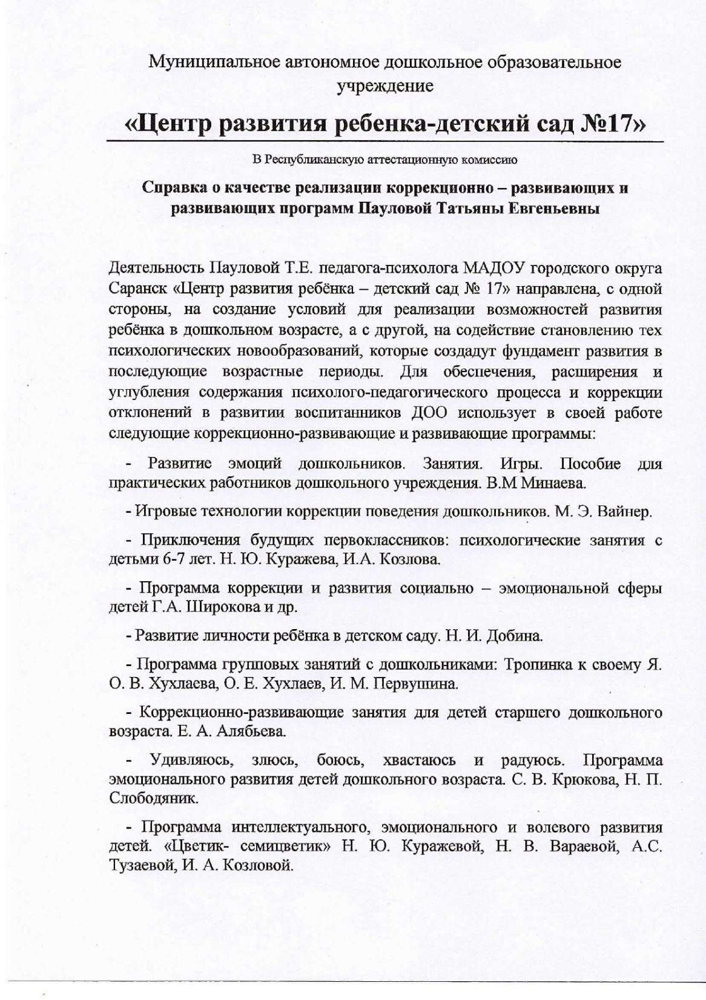 Муниципальное автономное дошкольное образовательное
учреждение
«Центр развития ребенка-детский сад №17»
В Республиканскую аттестационную комиссию
Справка о качестве реализации коррекционно – развивающих и
развивающих программ Пауловой Татьяны Евгеньевны
Деятельность Пауловой Т.Е. педагога-психолога МАДОУ городского округа
Саранск «Центр развития ребёнка – детский сад № 17» направлена, с одной
стороны, на создание условий для реализации возможностей развития
ребёнка в дошкольном возрасте, а с другой, на содействие становлению тех
психологических новообразований, которые создадут фундамент развития в
последующие возрастные периоды. Для обеспечения, расширения и
углубления содержания психолого-педагогического процесса и коррекции
отклонений в развитии воспитанников ДОО использует в своей работе
следующие коррекционно-развивающие и развивающие программы:
- Развитие эмоций дошкольников. Занятия. Игры. Пособие для
практических работников дошкольного учреждения. В.М Минаева.
- Игровые технологии коррекции поведения дошкольников. М. Э. Вайнер.
- Приключения будущих первоклассников: психологические занятия с
детьми 6-7 лет. Н. Ю. Куражева, И.А. Козлова.
- Программа коррекции и развития социально – эмоциональной сферы
детей Г.А. Широкова и др.
- Развитие личности ребёнка в детском саду. Н. И. Добина.
- Программа групповых занятий с дошкольниками: Тропинка к своему Я.
О. В. Хухлаева, О. Е. Хухлаев, И. М. Первушина.
- Коррекционно-развивающие занятия для детей старшего дошкольного
возраста. Е. А. Алябьева.
- Удивляюсь, злюсь, боюсь, хвастаюсь и радуюсь. Программа
эмоционального развития детей дошкольного возраста. С. В. Крюкова, Н. П.
Слободяник.
- Программа интеллектуального, эмоционального и волевого развития
детей. «Цветик- семицветик» Н. Ю. Куражевой, Н. В. Вараевой, А.С.
Тузаевой, И. А. Козловой.